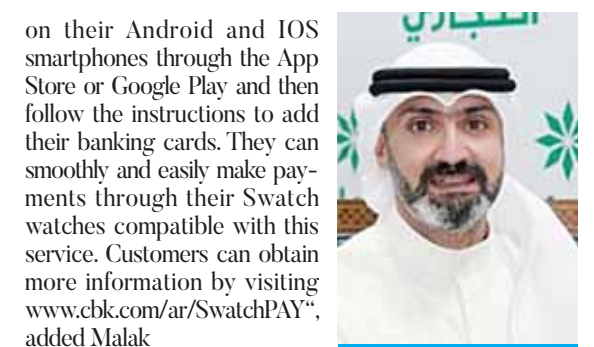 on their Android and IOS
smartphones through the App
Store or Google Play and then
follow the instructions to add
their banking cards. They can
smoothly and easily make pay-
ments through their Swatch
watches compatible with this
service. Customers can obtain
more information by visiting
www.cbk.com/ar/SwatchPAY“,
added Malak
التجاري